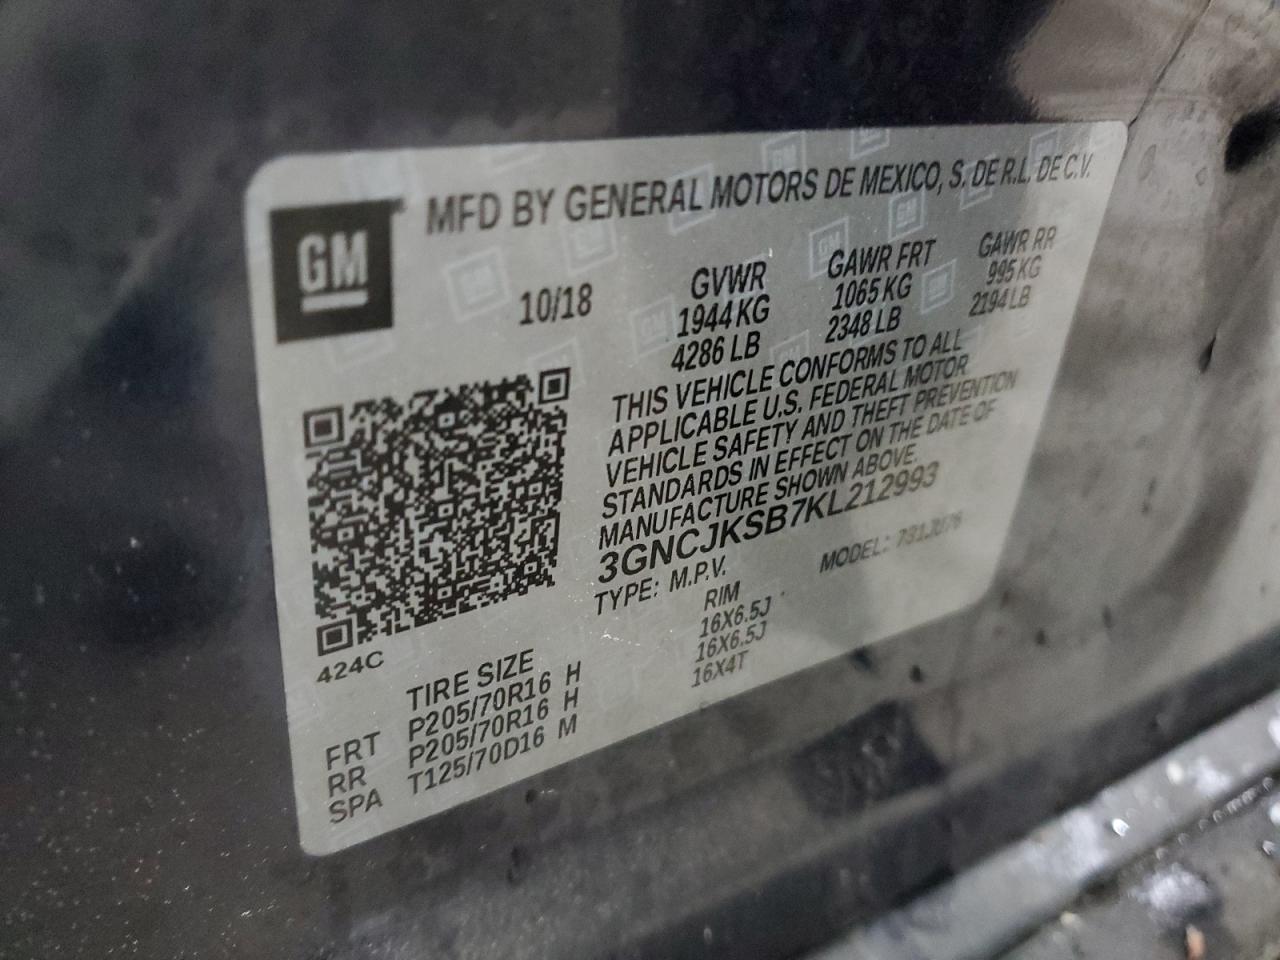 GM
MFD BY GENERAL MOTORS DE MEXICO, S. DE R.L. DE C.V.
10/18
GVWR
1944 KG
4286 LB
GAWR FRT
1065 KG
2348 LB
GAWR RR
995 KG
2194 LB
THIS VEHICLE CONFORMS TO ALL
APPLICABLE U.S. FEDERAL MOTOR
VEHICLE SAFETY AND THEFT PREVENTION
STANDARDS IN EFFECT ON THE DATE OF
MANUFACTURE SHOWN ABOVE.
3GNCJKSB7KL212993
TYPE: M.P.V. MODEL:
424C
TIRE SIZE RIM
FRT P205/70R16 H 16X6.5J
RR P205/70R16 H 16X6.5J
SPA T125/70D16 M 16X4T